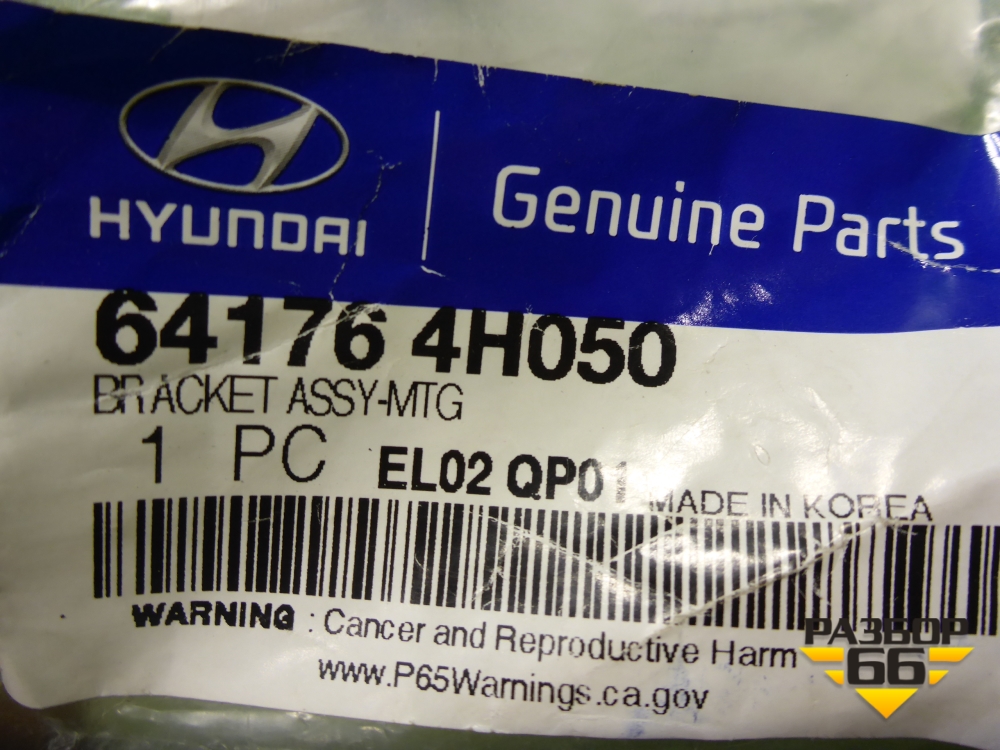 HYUNDAI
Genuine Parts
64176 4H050
BRACKET ASSY-MTG
1 PC EL02 QP01 MADE IN KOREA
WARNING : Cancer and Reproductive Harm
www.P65Warnings.ca.gov
РАЗБОР
66